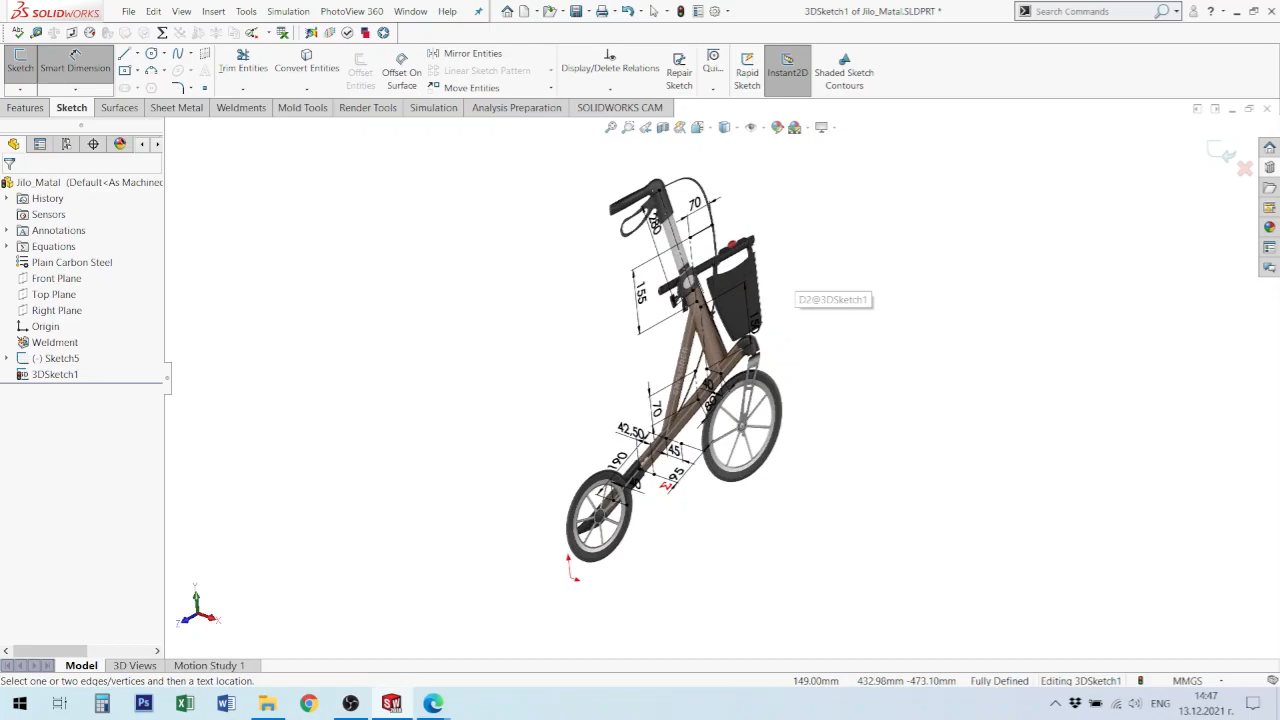 SOLIDWORKS
File Edit View Insert Tools Simulation PhotoView 360 Window Help
3DSketch1 of Jilo_Matal.SLDPRT *
Search Commands
Sketch
Smart Dimension
Trim Entities
Convert Entities
Offset Entities
Offset On Surface
Mirror Entities
Linear Sketch Pattern
Move Entities
Display/Delete Relations
Repair Sketch
Qui...
Rapid Sketch
Instant2D
Shaded Sketch Contours
Features Sketch Surfaces Sheet Metal Weldments Mold Tools Render Tools Simulation Analysis Preparation SOLIDWORKS CAM
Jilo_Matal (Default<As Machined
History
Sensors
Annotations
Equations
Plain Carbon Steel
Front Plane
Top Plane
Right Plane
Origin
Weldment
(-) Sketch5
3DSketch1
70
280
155
D2@3DSketch1
70
42.50
190
45
95
Y
Z
X
Model 3D Views Motion Study 1
Select one or two edges/vertices and then a text location.
149.00mm 432.98mm -473.10mm Fully Defined Editing 3DSketch1 MMGS
ЕНГ
14:47
13.12.2021 г.